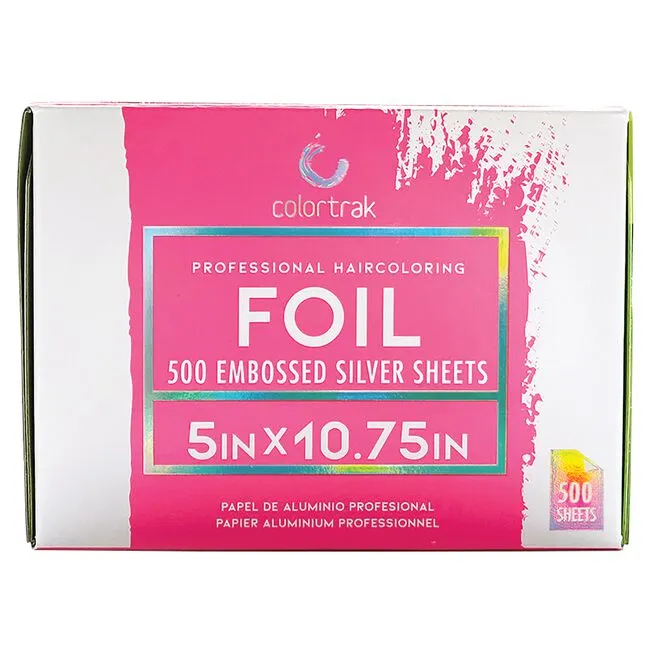 colortrak
PROFESSIONAL HAIRCOLORING
FOIL
500 EMBOSSED SILVER SHEETS
5IN X 10.75IN
PAPEL DE ALUMINIO PROFESIONAL
PAPIER ALUMINIUM PROFESSIONNEL
500
SHEETS